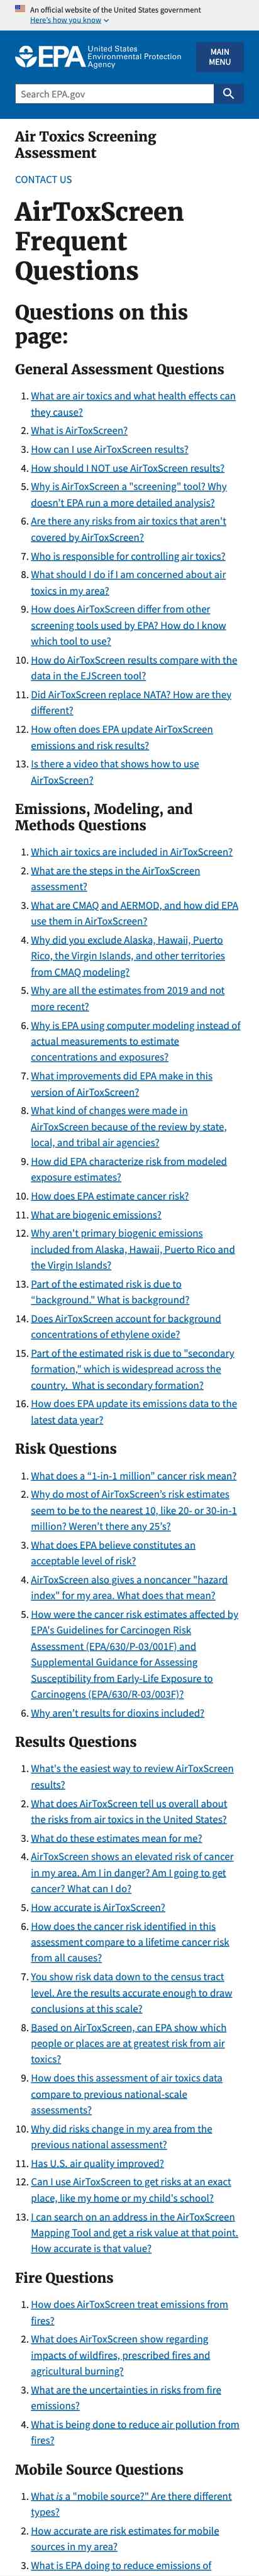 An official website of the United States government
Here's how you know
EPA United States
Environmental Protection
Agency
MAIN
MENU
Search EPA.gov
Air Toxics Screening
Assessment
CONTACT US
AirToxScreen
Frequent
Questions
Questions on this
page:
General Assessment Questions
1. What are air toxics and what health effects can
they cause?
2. What is AirToxScreen?
3. How can I use AirToxScreen results?
4. How should I NOT use AirToxScreen results?
5. Why is AirToxScreen a "screening" tool? Why
doesn't EPA run a more detailed analysis?
6. Are there any risks from air toxics that aren't
covered by AirToxScreen?
7. Who is responsible for controlling air toxics?
8. What should I do if I am concerned about air
toxics in my area?
9. How does AirToxScreen differ from other
screening tools used by EPA? How do I know
which tool to use?
10. How do AirToxScreen results compare with the
data in the EJScreen tool?
11. Did AirToxScreen replace NATA? How are they
different?
12. How often does EPA update AirToxScreen
emissions and risk results?
13. Is there a video that shows how to use
AirToxScreen?
Emissions, Modeling, and
Methods Questions
1. Which air toxics are included in AirToxScreen?
2. What are the steps in the AirToxScreen
assessment?
3. What are CMAQ and AERMOD, and how did EPA
use them in AirToxScreen?
4. Why did you exclude Alaska, Hawaii, Puerto
Rico, the Virgin Islands, and other territories
from CMAQ modeling?
5. Why are all the estimates from 2019 and not
more recent?
6. Why is EPA using computer modeling instead of
actual measurements to estimate
concentrations and exposures?
7. What improvements did EPA make in this
version of AirToxScreen?
8. What kind of changes were made in
AirToxScreen because of the review by state,
local, and tribal air agencies?
9. How did EPA characterize risk from modeled
exposure estimates?
10. How does EPA estimate cancer risk?
11. What are biogenic emissions?
12. Why aren't primary biogenic emissions
included from Alaska, Hawaii, Puerto Rico and
the Virgin Islands?
13. Part of the estimated risk is due to
“background." What is background?
14. Does AirToxScreen account for background
concentrations of ethylene oxide?
15. Part of the estimated risk is due to "secondary
formation," which is widespread across the
country. What is secondary formation?
16. How does EPA update its emissions data to the
latest data year?
Risk Questions
1. What does a “1-in-1 million” cancer risk mean?
2. Why do most of AirToxScreen’s risk estimates
seem to be to the nearest 10, like 20- or 30-in-1
million? Weren't there any 25’s?
3. What does EPA believe constitutes an
acceptable level of risk?
4. AirToxScreen also gives a noncancer "hazard
index" for my area. What does that mean?
5. How were the cancer risk estimates affected by
EPA's Guidelines for Carcinogen Risk
Assessment (EPA/630/P-03/001F) and
Supplemental Guidance for Assessing
Susceptibility from Early-Life Exposure to
Carcinogens (EPA/630/R-03/003F)?
6. Why aren’t results for dioxins included?
Results Questions
1. What's the easiest way to review AirToxScreen
results?
2. What does AirToxScreen tell us overall about
the risks from air toxics in the United States?
3. What do these estimates mean for me?
4. AirToxScreen shows an elevated risk of cancer
in my area. Am I in danger? Am I going to get
cancer? What can I do?
5. How accurate is AirToxScreen?
6. How does the cancer risk identified in this
assessment compare to a lifetime cancer risk
from all causes?
7. You show risk data down to the census tract
level. Are the results accurate enough to draw
conclusions at this scale?
8. Based on AirToxScreen, can EPA show which
people or places are at greatest risk from air
toxics?
9. How does this assessment of air toxics data
compare to previous national-scale
assessments?
10. Why did risks change in my area from the
previous national assessment?
11. Has U.S. air quality improved?
12. Can I use AirToxScreen to get risks at an exact
place, like my home or my child's school?
13. I can search on an address in the AirToxScreen
Mapping Tool and get a risk value at that point.
How accurate is that value?
Fire Questions
1. How does AirToxScreen treat emissions from
fires?
2. What does AirToxScreen show regarding
impacts of wildfires, prescribed fires and
agricultural burning?
3. What are the uncertainties in risks from fire
emissions?
4. What is being done to reduce air pollution from
fires?
Mobile Source Questions
1. What is a "mobile source?" Are there different
types?
2. How accurate are risk estimates for mobile
sources in my area?
3. What is EPA doing to reduce emissions of